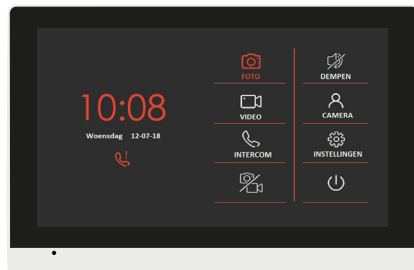 10:08
Woensdag 12-07-18
FOTO
DEMPEN
VIDEO
CAMERA
INTERCOM
INSTELLINGEN